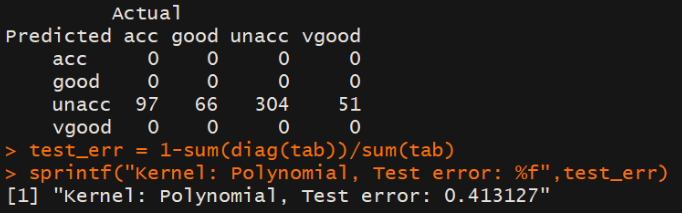 Actual
Predicted acc good unacc vgood
acc 0 0 0 0
good 0 0 0 0
unacc 97 66 304 51
vgood 0 0 0 0
> test_err = 1-sum(diag(tab))/sum(tab)
> sprintf("Kernel: Polynomial, Test error: %f",test_err)
[1] "Kernel: Polynomial, Test error: 0.413127"